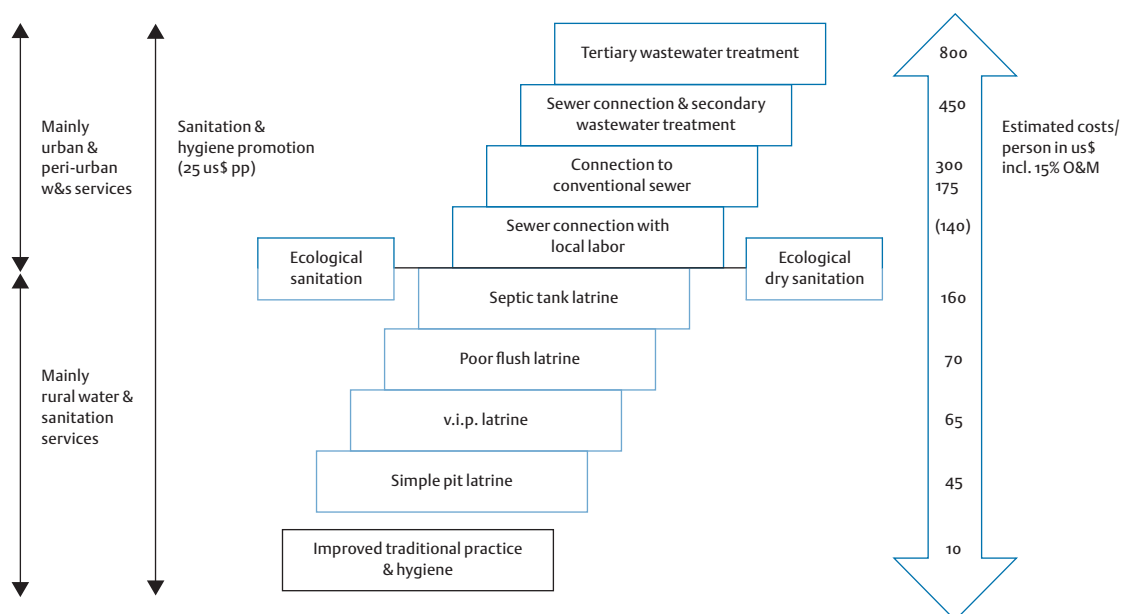 Mainly
urban &
peri-urban
w&s services
Mainly
rural water &
sanitation
services
Sanitation &
hygiene promotion
(25 us$ pp)
Tertiary wastewater treatment
Sewer connection & secondary
wastewater treatment
Connection to
conventional sewer
Sewer connection with
local labor
Ecological
sanitation
Ecological
dry sanitation
Septic tank latrine
Poor flush latrine
v.i.p. latrine
Simple pit latrine
Improved traditional practice
& hygiene
800
450
300
175
(140)
160
70
65
45
10
Estimated costs/
person in us$
incl. 15% O&M